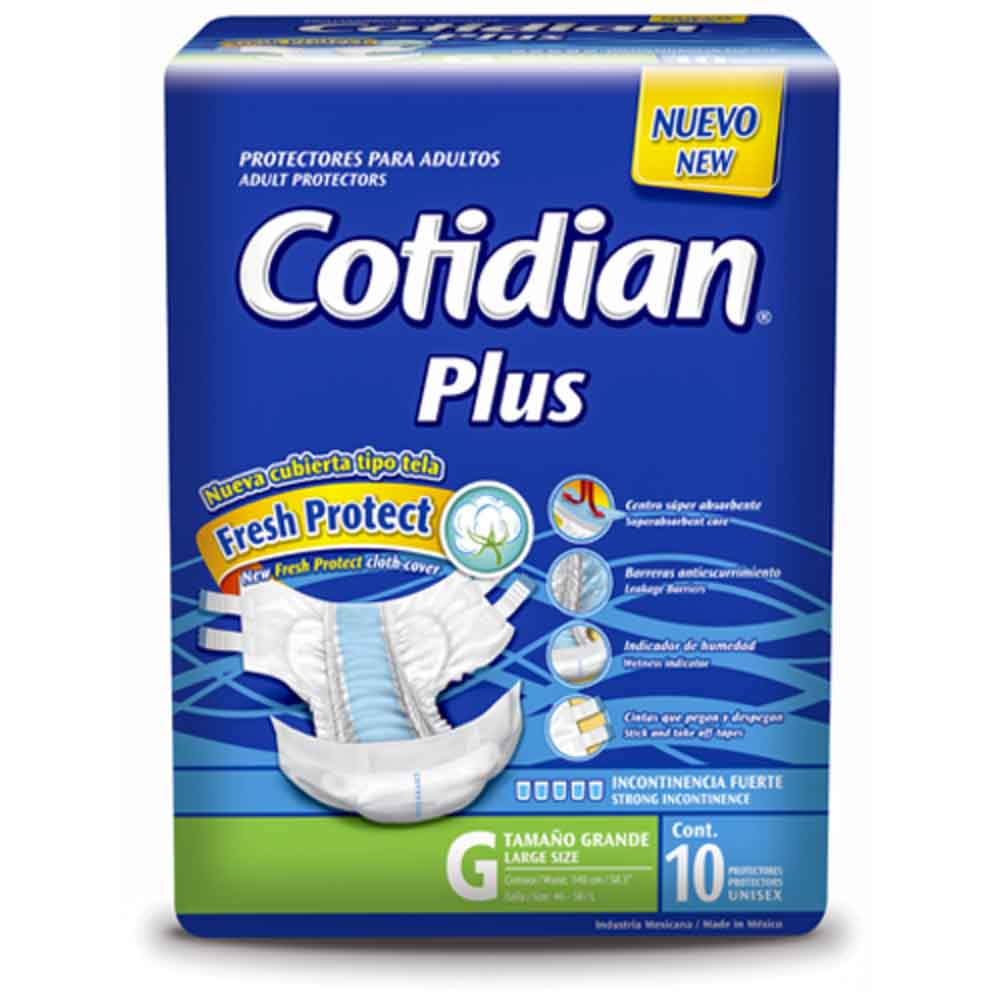 Cotidian
Plus
NUEVO
NEW
PROTECTORES PARA ADULTOS
ADULT PROTECTORS
Cotidian®
Plus
Nueva cubierta tipo tela
Fresh Protect
New Fresh Protect cloth cover
Centro súper absorbente
Superabsorbent core
Barreras antiescurrimiento
Leakage Barriers
Indicador de humedad
Wetness indicator
Cintas que pegan y despegan
Stick and take off tapes
INCONTINENCIA FUERTE
STRONG INCONTINENCE
G
TAMAÑO GRANDE
LARGE SIZE
Cont.
10
PROTECTORES
PROTECTORS
UNISEX
Industria Mexicana / Made in México